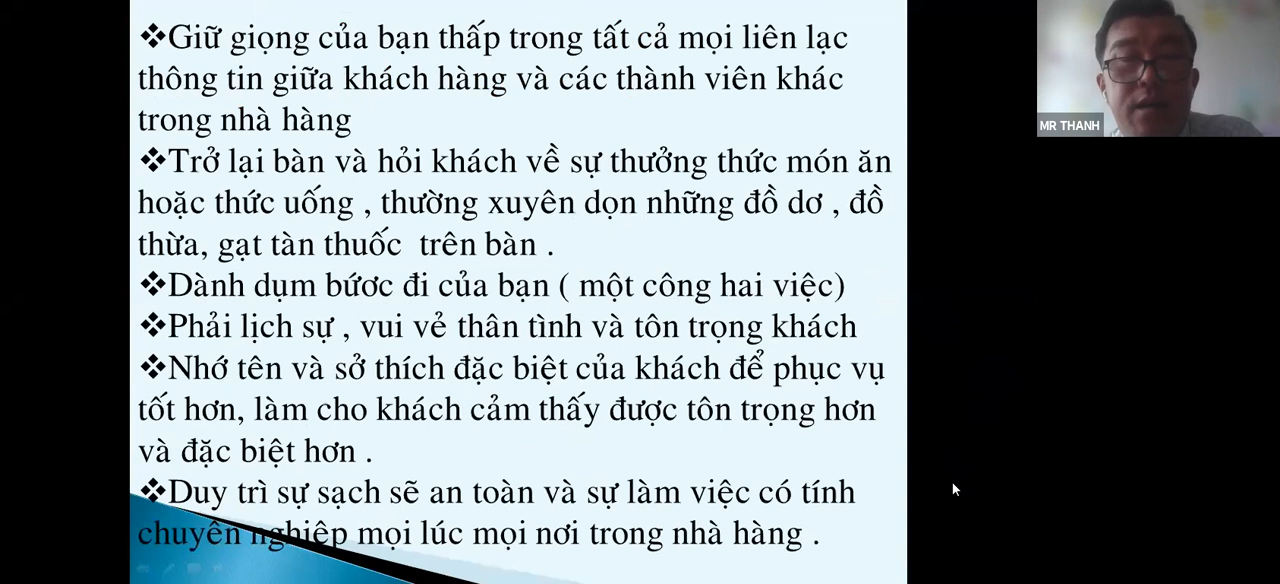 ❖Giữ giọng của bạn thấp trong tất cả mọi liên lạc
thông tin giữa khách hàng và các thành viên khác
trong nhà hàng
❖Trở lại bàn và hỏi khách về sự thưởng thức món ăn
hoặc thức uống , thường xuyên dọn những đồ dơ , đồ
thừa, gạt tàn thuốc  trên bàn .
❖Dành dụm bứơc đi của bạn ( một công hai việc)
❖Phải lịch sự , vui vẻ thân tình và tôn trọng khách
❖Nhớ tên và sở thích đặc biệt của khách để phục vụ
tốt hơn, làm cho khách cảm thấy được tôn trọng hơn
và đặc biệt hơn .
❖Duy trì sự sạch sẽ an toàn và sự làm việc có tính
chuyên nghiệp mọi lúc mọi nơi trong nhà hàng .
MR THANH